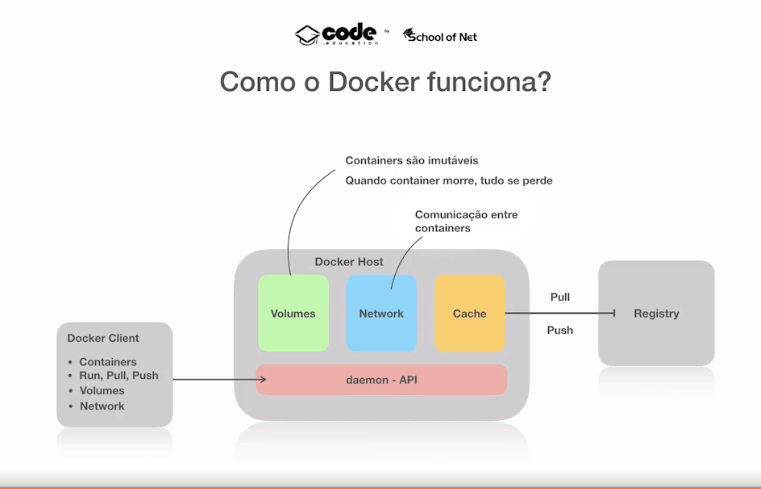 code
.education
by
School of Net
Como o Docker funciona?
Containers são imutáveis
Quando container morre, tudo se perde
Comunicação entre
containers
Docker Host
Volumes
Network
Cache
daemon - API
Docker Client
• Containers
• Run, Pull, Push
• Volumes
• Network
Pull
Push
Registry